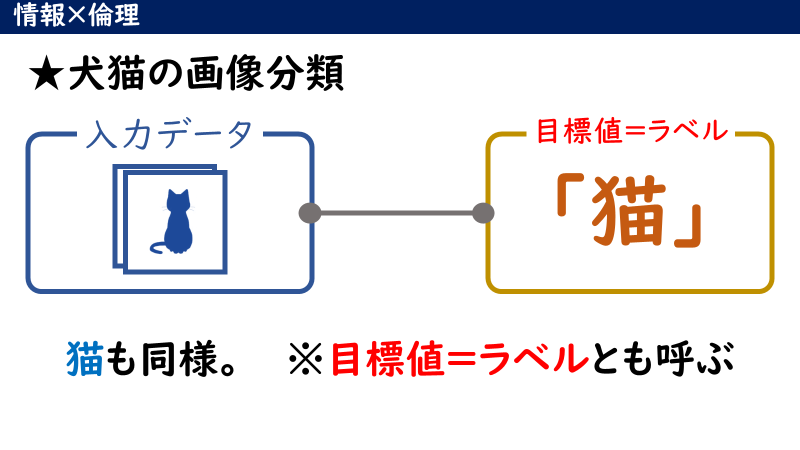 情報×倫理
★犬猫の画像分類
入力データ
目標値=ラベル
「猫」
猫も同様。 ※目標値=ラベルとも呼ぶ